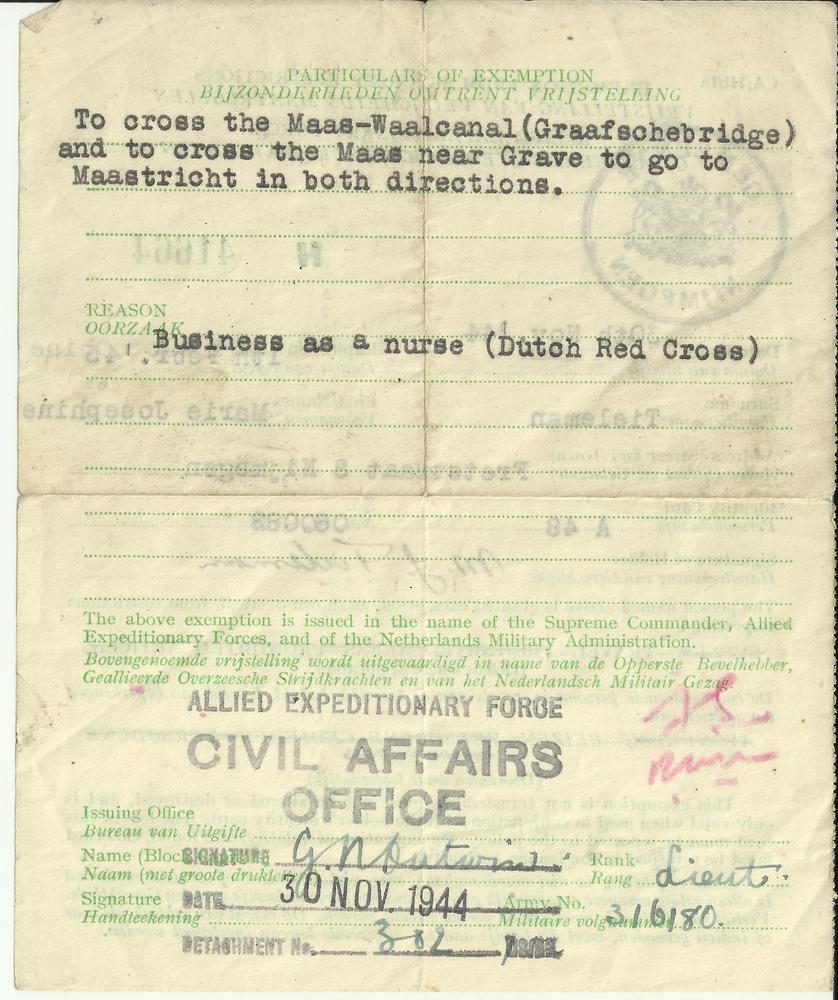 PARTICULARS OF EXEMPTION
BIJZONDERHEDEN OMTRENT VRIJSTELLING
To cross the Maas-Waalcanal(Graafschebridge)
and to cross the Maas near Grave to go to
Maastricht in both directions.
REASON
OORZAAK
Business as a nurse (Dutch Red Cross)
The above exemption is issued in the name of the Supreme Commander, Allied
Expeditionary Forces, and of the Netherlands Military Administration.
Bovengenoemde vrijstelling wordt uitgevaardigd in name van de Opperste Bevelhebber,
Geallieerde Overzeesche Strijdkrachten en van het Nederlandsch Militair Gezag.
ALLIED EXPEDITIONARY FORCE
CIVIL AFFAIRS
OFFICE
Issuing Office
Bureau van Uitgifte
Name (Block
SIGNATURE
Rank
Naam (met groote drukletters)
Rang Lieut.
Signature DATE 30 NOV. 1944 Army No.
Handteekening Militaire volgnummer 316180.
DETACHMENT No. 302